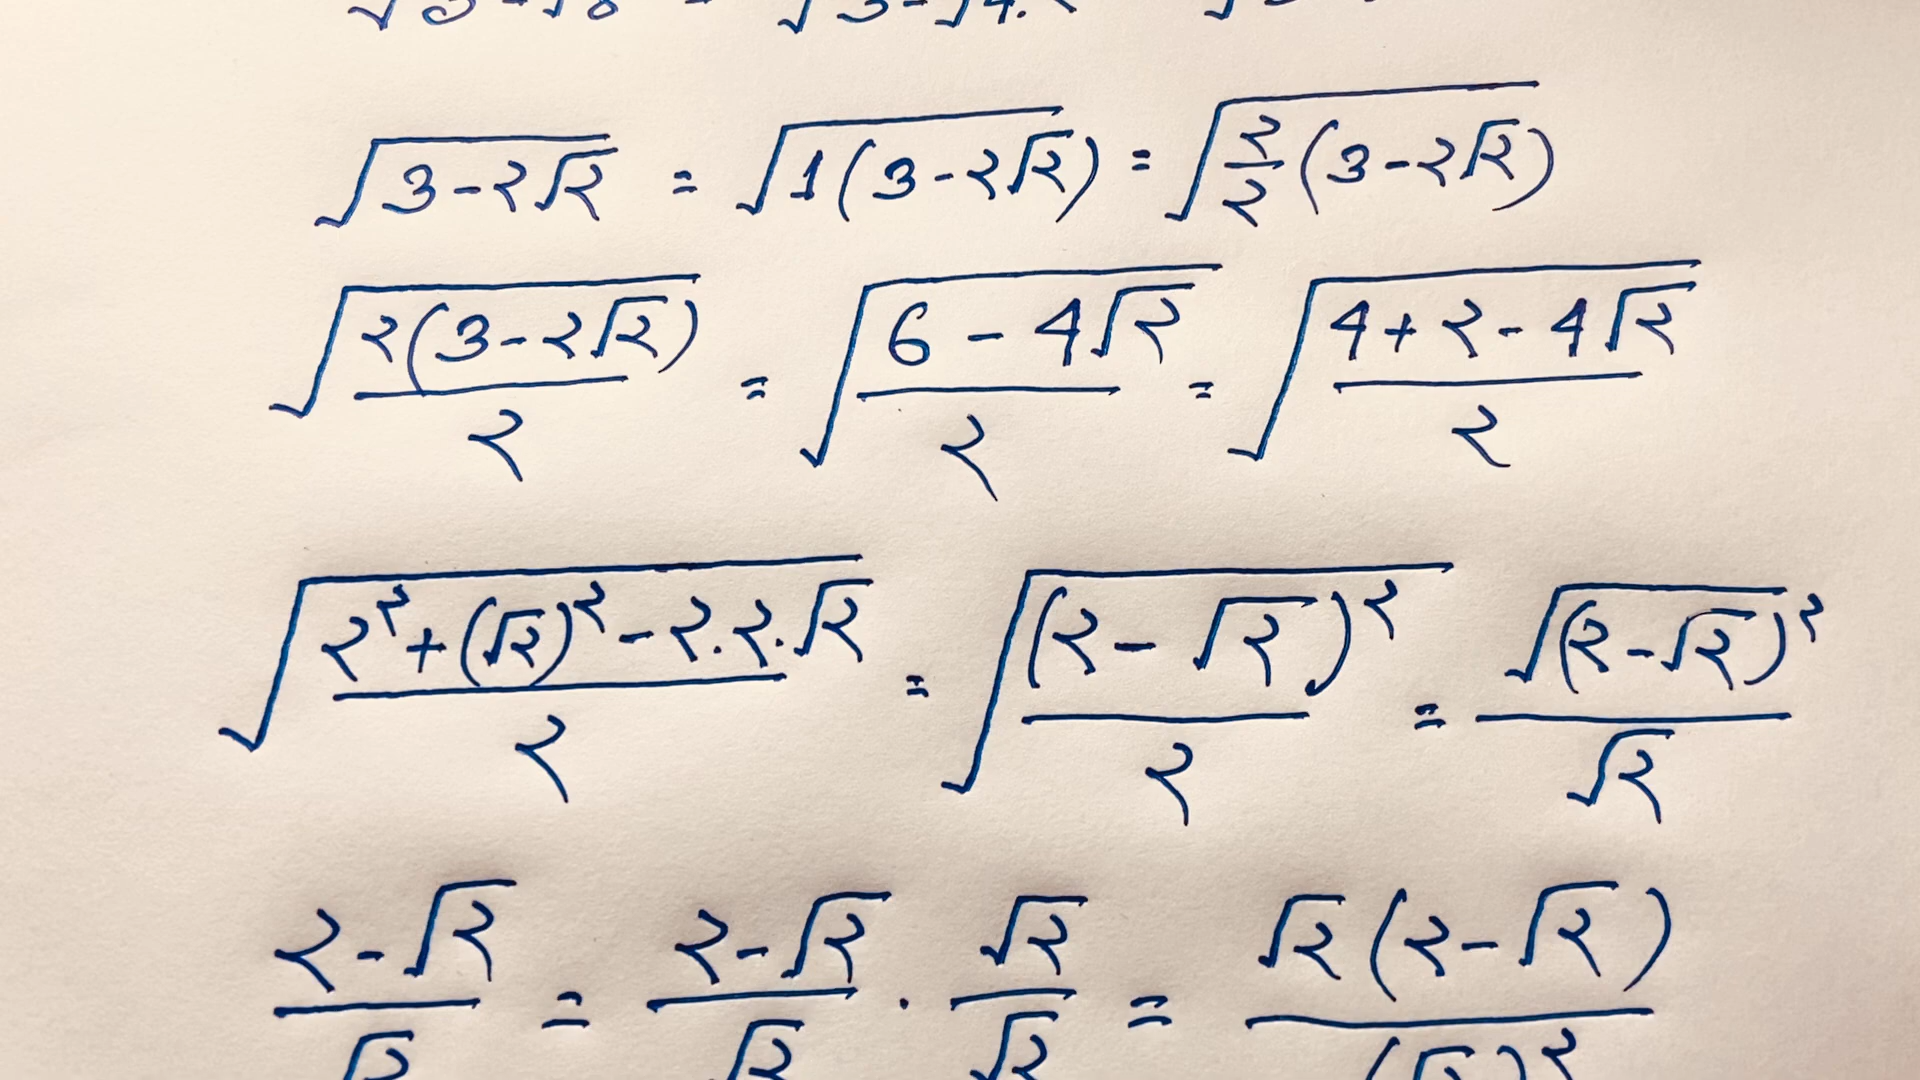 √(3-2√2) = √(1(3-2√2)) = √(2/2 (3-2√2))
√(2(3-2√2)/2) = √((6-4√2)/2) = √((4+2-4√2)/2)
√((2²+(√2)²-2.2.√2)/2) = √((2-√2)²/2) = √((2-√2)²)/√2
(2-√2)/√2 = (2-√2)/√2 . √2/√2 = √2(2-√2)/(√2)²